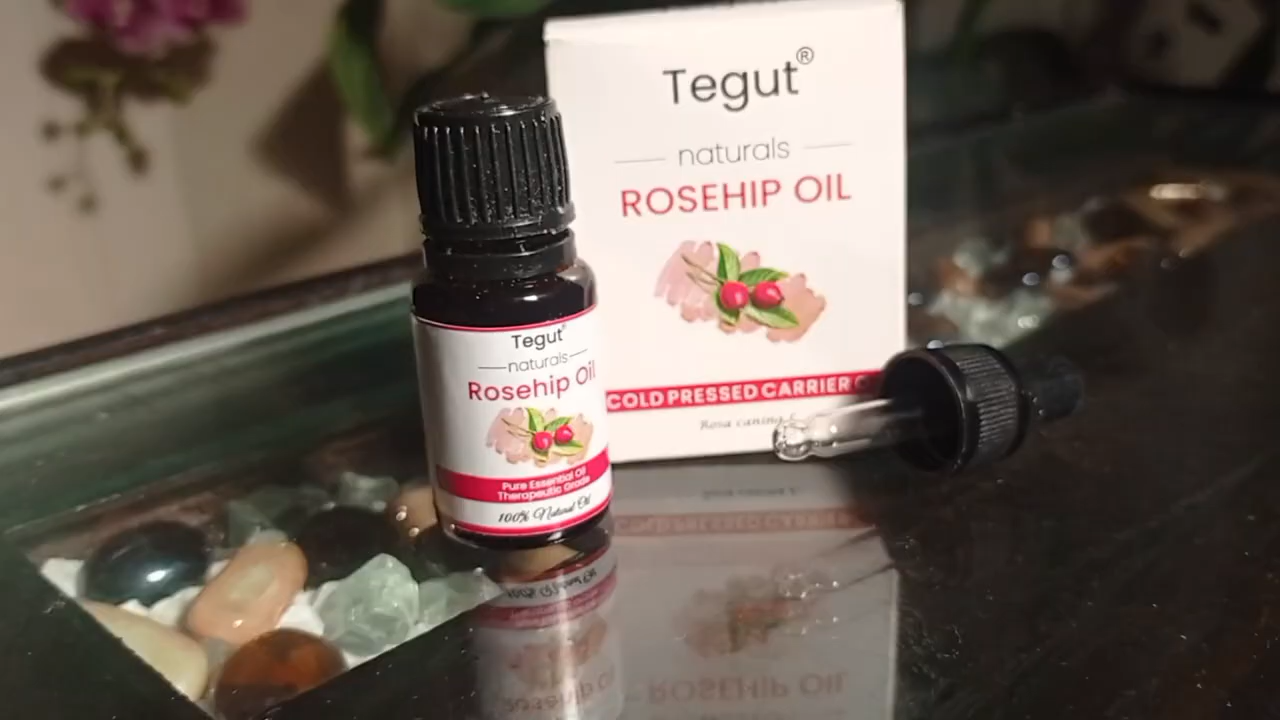 Tegut®
naturals
ROSEHIP OIL
COLD PRESSED CARRIER
Rosa canina
Tegut®
naturals
Rosehip Oil
Pure Essential Oil
Therapeutic Grade
100% Natural Oil